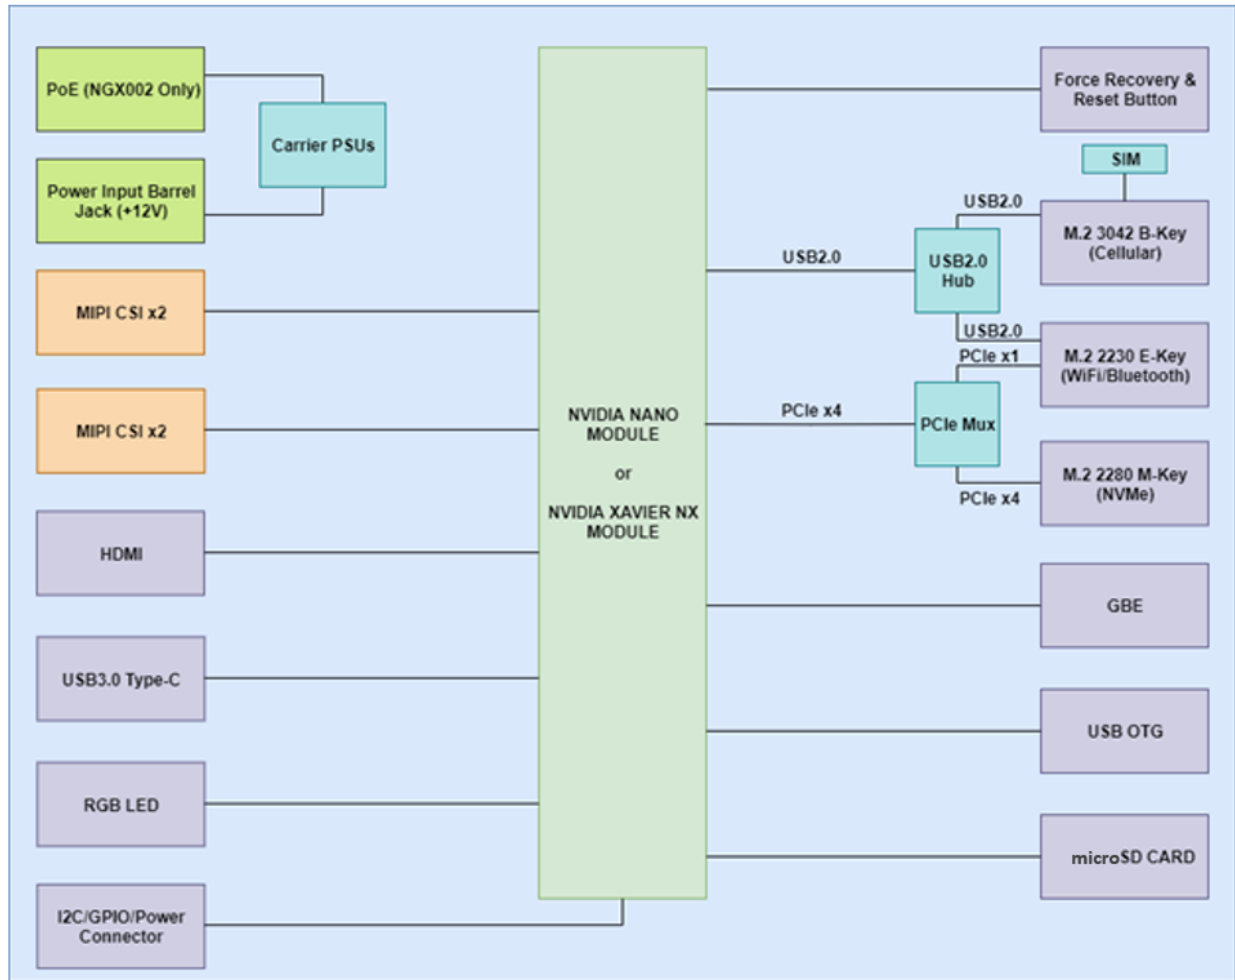 PoE (NGX002 Only)
Carrier PSUs
Power Input Barrel
Jack (+12V)
MIPI CSI x2
MIPI CSI x2
HDMI
USB3.0 Type-C
RGB LED
I2C/GPIO/Power
Connector
NVIDIA NANO
MODULE
or
NVIDIA XAVIER NX
MODULE
Force Recovery &
Reset Button
SIM
USB2.0
M.2 3042 B-Key
(Cellular)
USB2.0
USB2.0
Hub
USB2.0
PCIe x1
M.2 2230 E-Key
(WiFi/Bluetooth)
PCIe x4
PCIe Mux
M.2 2280 M-Key
(NVMe)
PCIe x4
GBE
USB OTG
microSD CARD